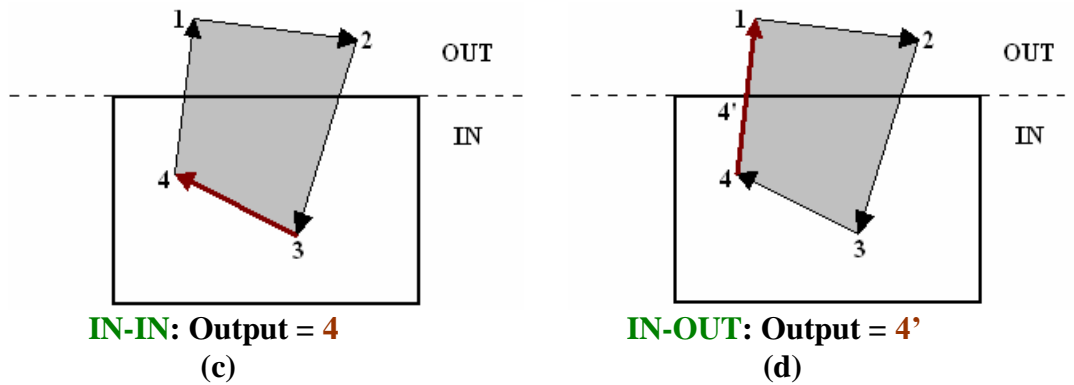 1
2
OUT
IN
4
3
IN-IN: Output = 4
(c)
1
2
OUT
4'
IN
4
3
IN-OUT: Output = 4’
(d)